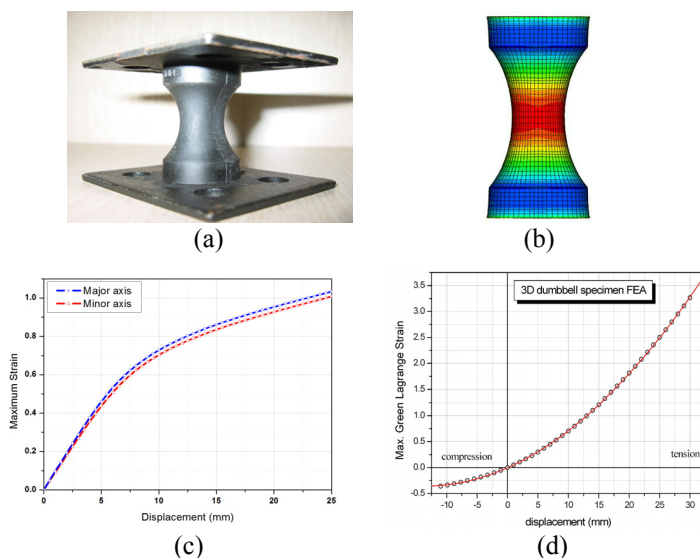 (a)
(b)
Major axis
Minor axis
1.0
0.8
0.6
0.4
0.2
0.0
0
5
10
15
20
25
Maximum Strain
Displacement (mm)
(c)
3D dumbbell specimen FEA
3.5
3.0
2.5
2.0
1.5
1.0
0.5
0.0
-0.5
compression
tension
-10
-5
0
5
10
15
20
25
30
Max. Green Lagrange Strain
displacement (mm)
(d)